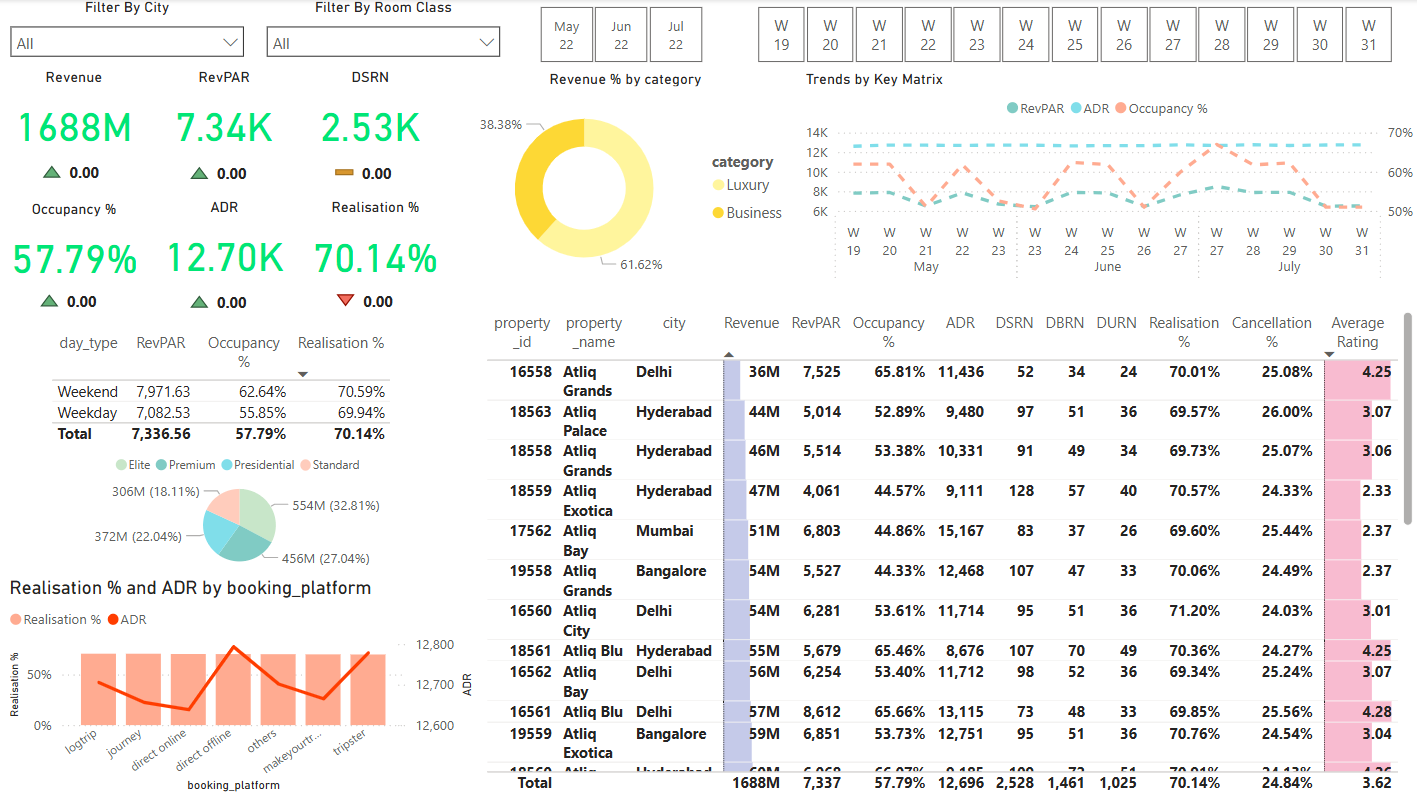 Filter By City
Filter By Room Class
All
All
May 22
Jun 22
Jul 22
W 19
W 20
W 21
W 22
W 23
W 24
W 25
W 26
W 27
W 28
W 29
W 30
W 31
Revenue
RevPAR
DSRN
1688M
7.34K
2.53K
0.00
0.00
0.00
Occupancy %
ADR
Realisation %
57.79%
12.70K
70.14%
0.00
0.00
0.00
Revenue % by category
38.38%
61.62%
category
Luxury
Business
Trends by Key Matrix
RevPAR ADR Occupancy %
14K
12K
10K
8K
6K
70%
60%
50%
W 19
W 20
W 21
W 22
W 23
W 23
W 24
W 25
W 26
W 27
W 27
W 28
W 29
W 30
W 31
May
June
July
day_type RevPAR Occupancy % Realisation %
Weekend 7,971.63 62.64% 70.59%
Weekday 7,082.53 55.85% 69.94%
Total 7,336.56 57.79% 70.14%
Elite Premium Presidential Standard
306M (18.11%)
554M (32.81%)
372M (22.04%)
456M (27.04%)
Realisation % and ADR by booking_platform
Realisation % ADR
Realisation %
50%
0%
12,800
12,700
12,600
ADR
logtrip
journey
direct online
direct offline
others
makeyourtr...
tripster
booking_platform
property_id property_name city Revenue RevPAR Occupancy % ADR DSRN DBRN DURN Realisation % Cancellation % Average Rating
16558 Atliq Grands Delhi 36M 7,525 65.81% 11,436 52 34 24 70.01% 25.08% 4.25
18563 Atliq Palace Hyderabad 44M 5,014 52.89% 9,480 97 51 36 69.57% 26.00% 3.07
18558 Atliq Grands Hyderabad 46M 5,514 53.38% 10,331 91 49 34 69.73% 25.07% 3.06
18559 Atliq Exotica Hyderabad 47M 4,061 44.57% 9,111 128 57 40 70.57% 24.33% 2.33
17562 Atliq Bay Mumbai 51M 6,803 44.86% 15,167 83 37 26 69.60% 25.44% 2.37
19558 Atliq Grands Bangalore 54M 5,527 44.33% 12,468 107 47 33 70.06% 24.49% 2.37
16560 Atliq City Delhi 54M 6,281 53.61% 11,714 95 51 36 71.20% 24.03% 3.01
18561 Atliq Blu Hyderabad 55M 5,679 65.46% 8,676 107 70 49 70.36% 24.27% 4.25
16562 Atliq Bay Delhi 56M 6,254 53.40% 11,712 98 52 36 69.34% 25.24% 3.07
16561 Atliq Blu Delhi 57M 8,612 65.66% 13,115 73 48 33 69.85% 25.56% 4.28
19559 Atliq Exotica Bangalore 59M 6,851 53.73% 12,751 95 51 36 70.76% 24.54% 3.04
Total 1688M 7,337 57.79% 12,696 2,528 1,461 1,025 70.14% 24.84% 3.62